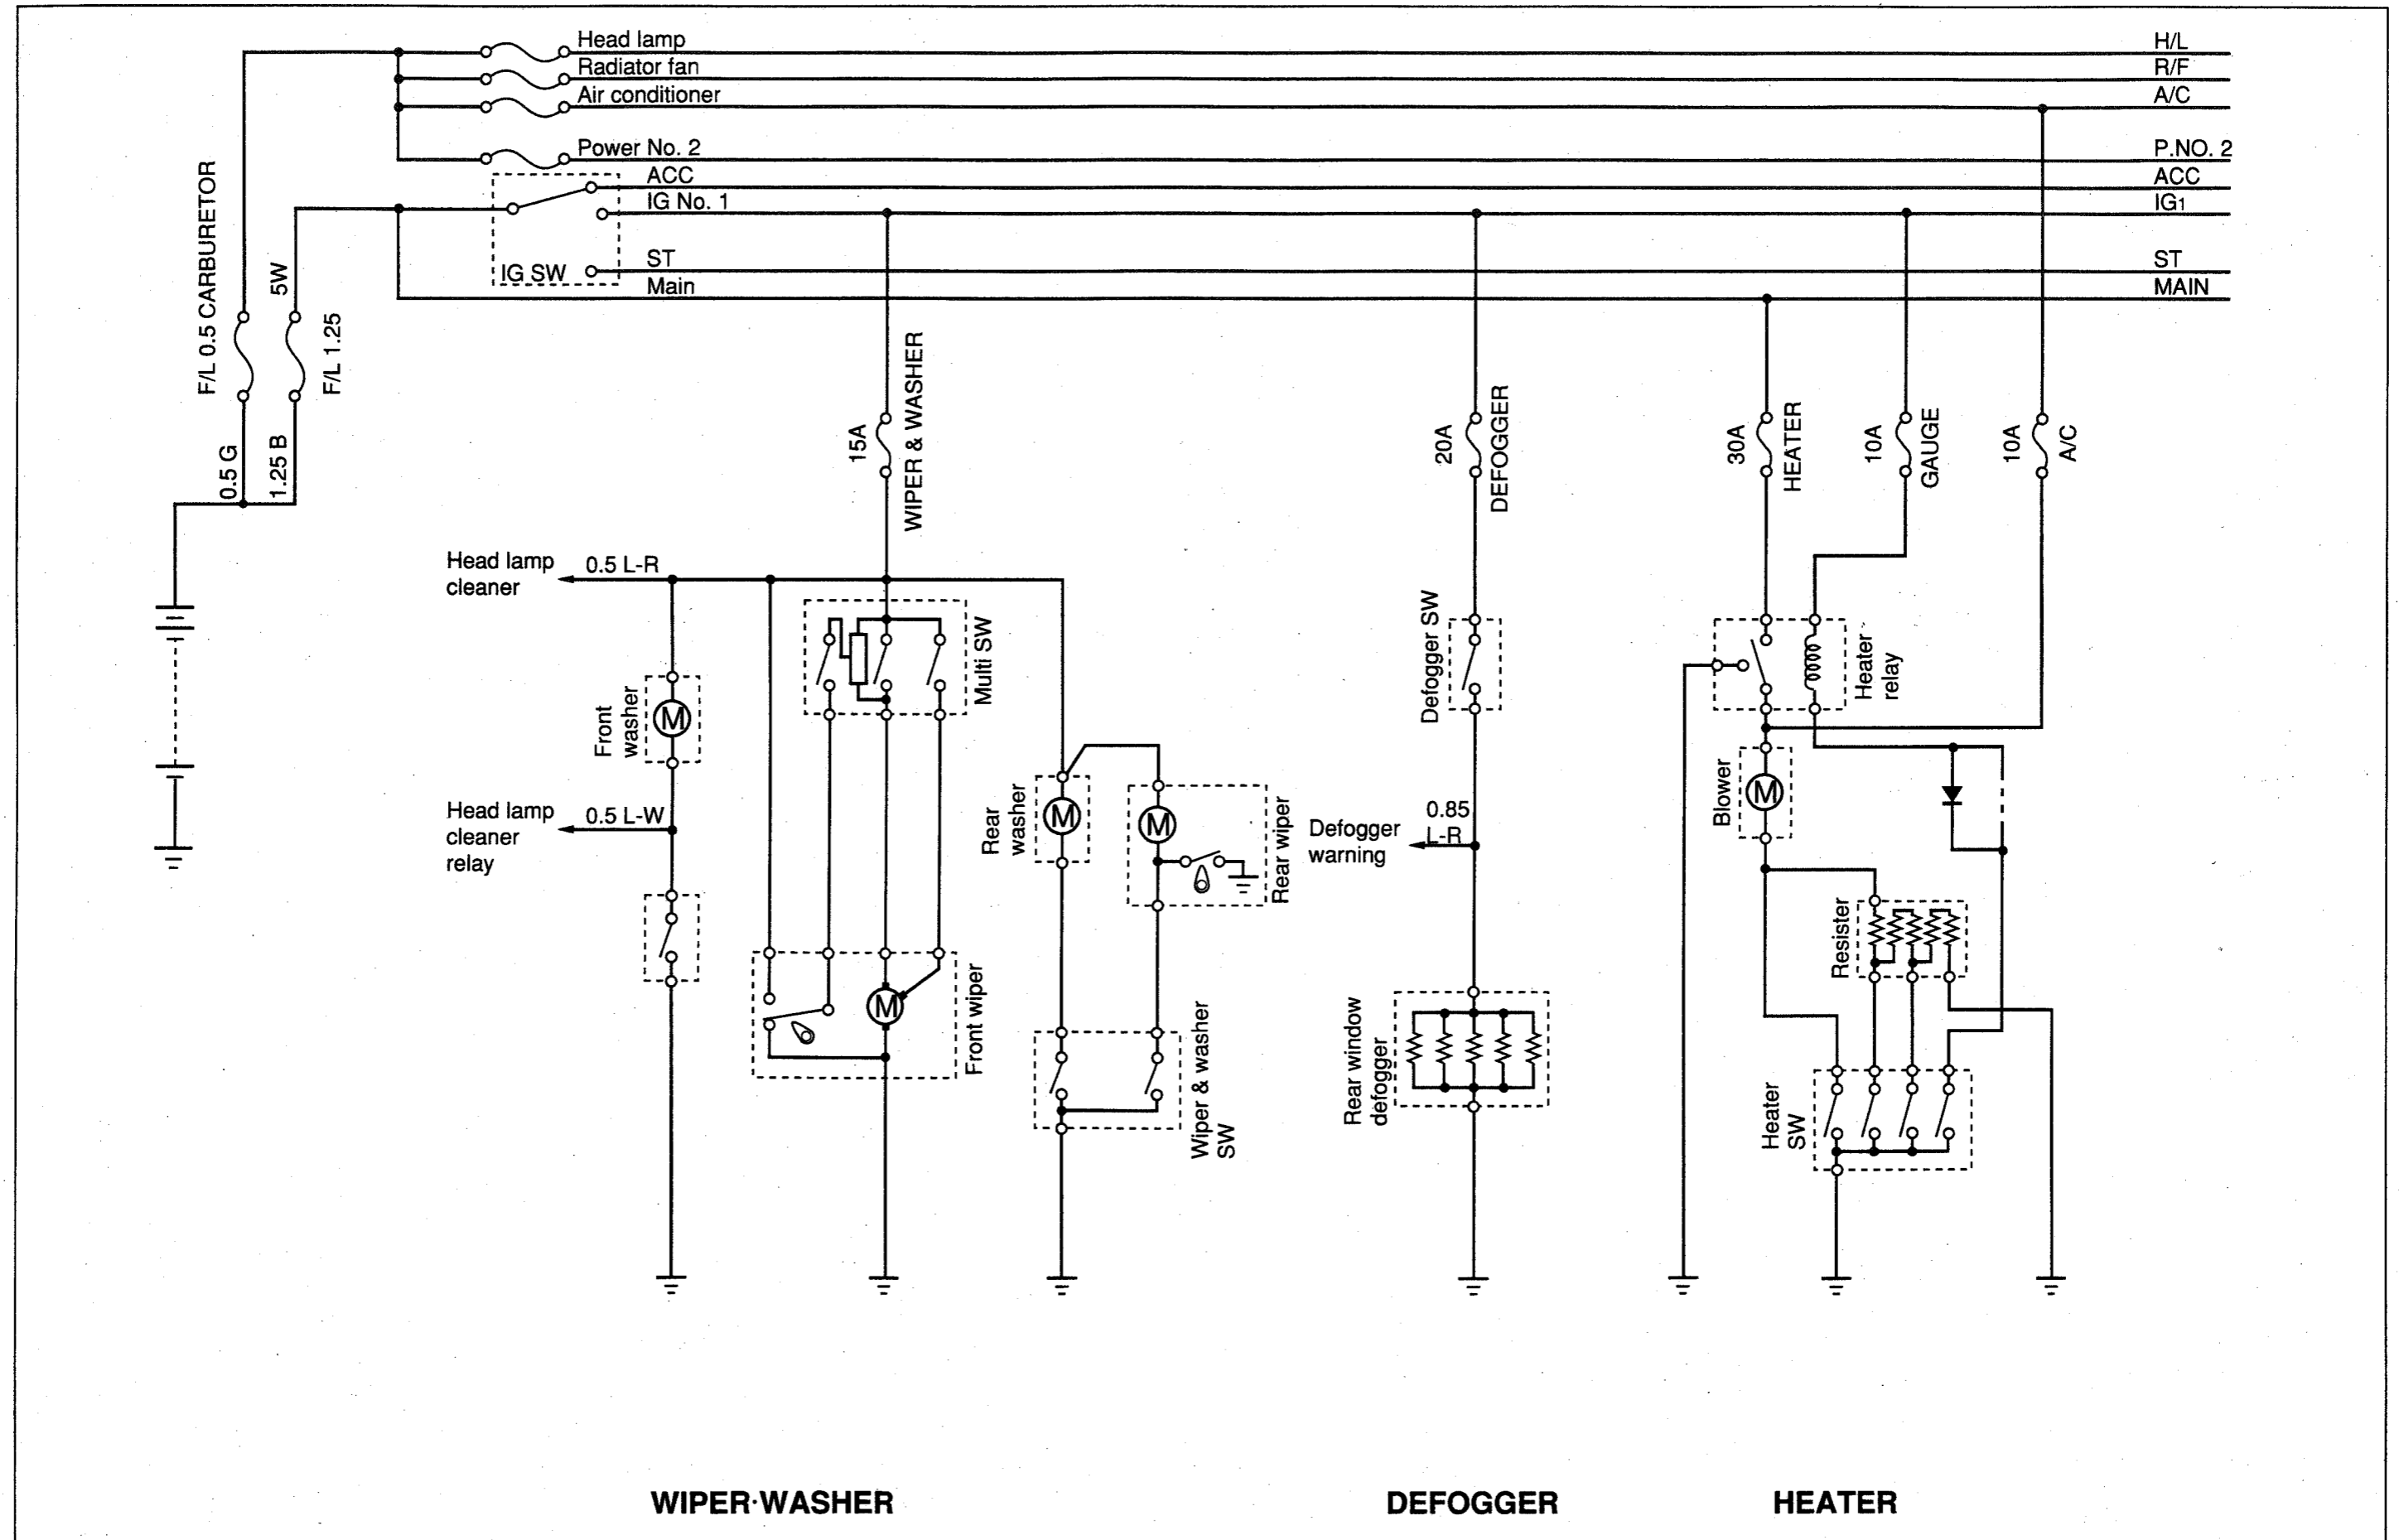 Head lamp
H/L
Radiator fan
R/F
Air conditioner
A/C
Power No. 2
P.NO. 2
ACC
ACC
IG No. 1
IG1
IG SW
ST
ST
Main
MAIN
F/L 0.5 CARBURETOR
5W
F/L 1.25
0.5 G
1.25 B
15A
WIPER & WASHER
20A
DEFOGGER
30A
HEATER
10A
GAUGE
10A
A/C
Head lamp
cleaner
0.5 L-R
Multi SW
Front
washer
M
Head lamp
cleaner
relay
0.5 L-W
M
Front wiper
Rear
washer
M
M
Rear wiper
Wiper & washer
SW
Defogger SW
Defogger
warning
0.85
L-R
Rear window
defogger
Heater
relay
Blower
M
Resister
Heater
SW
WIPER·WASHER
DEFOGGER
HEATER